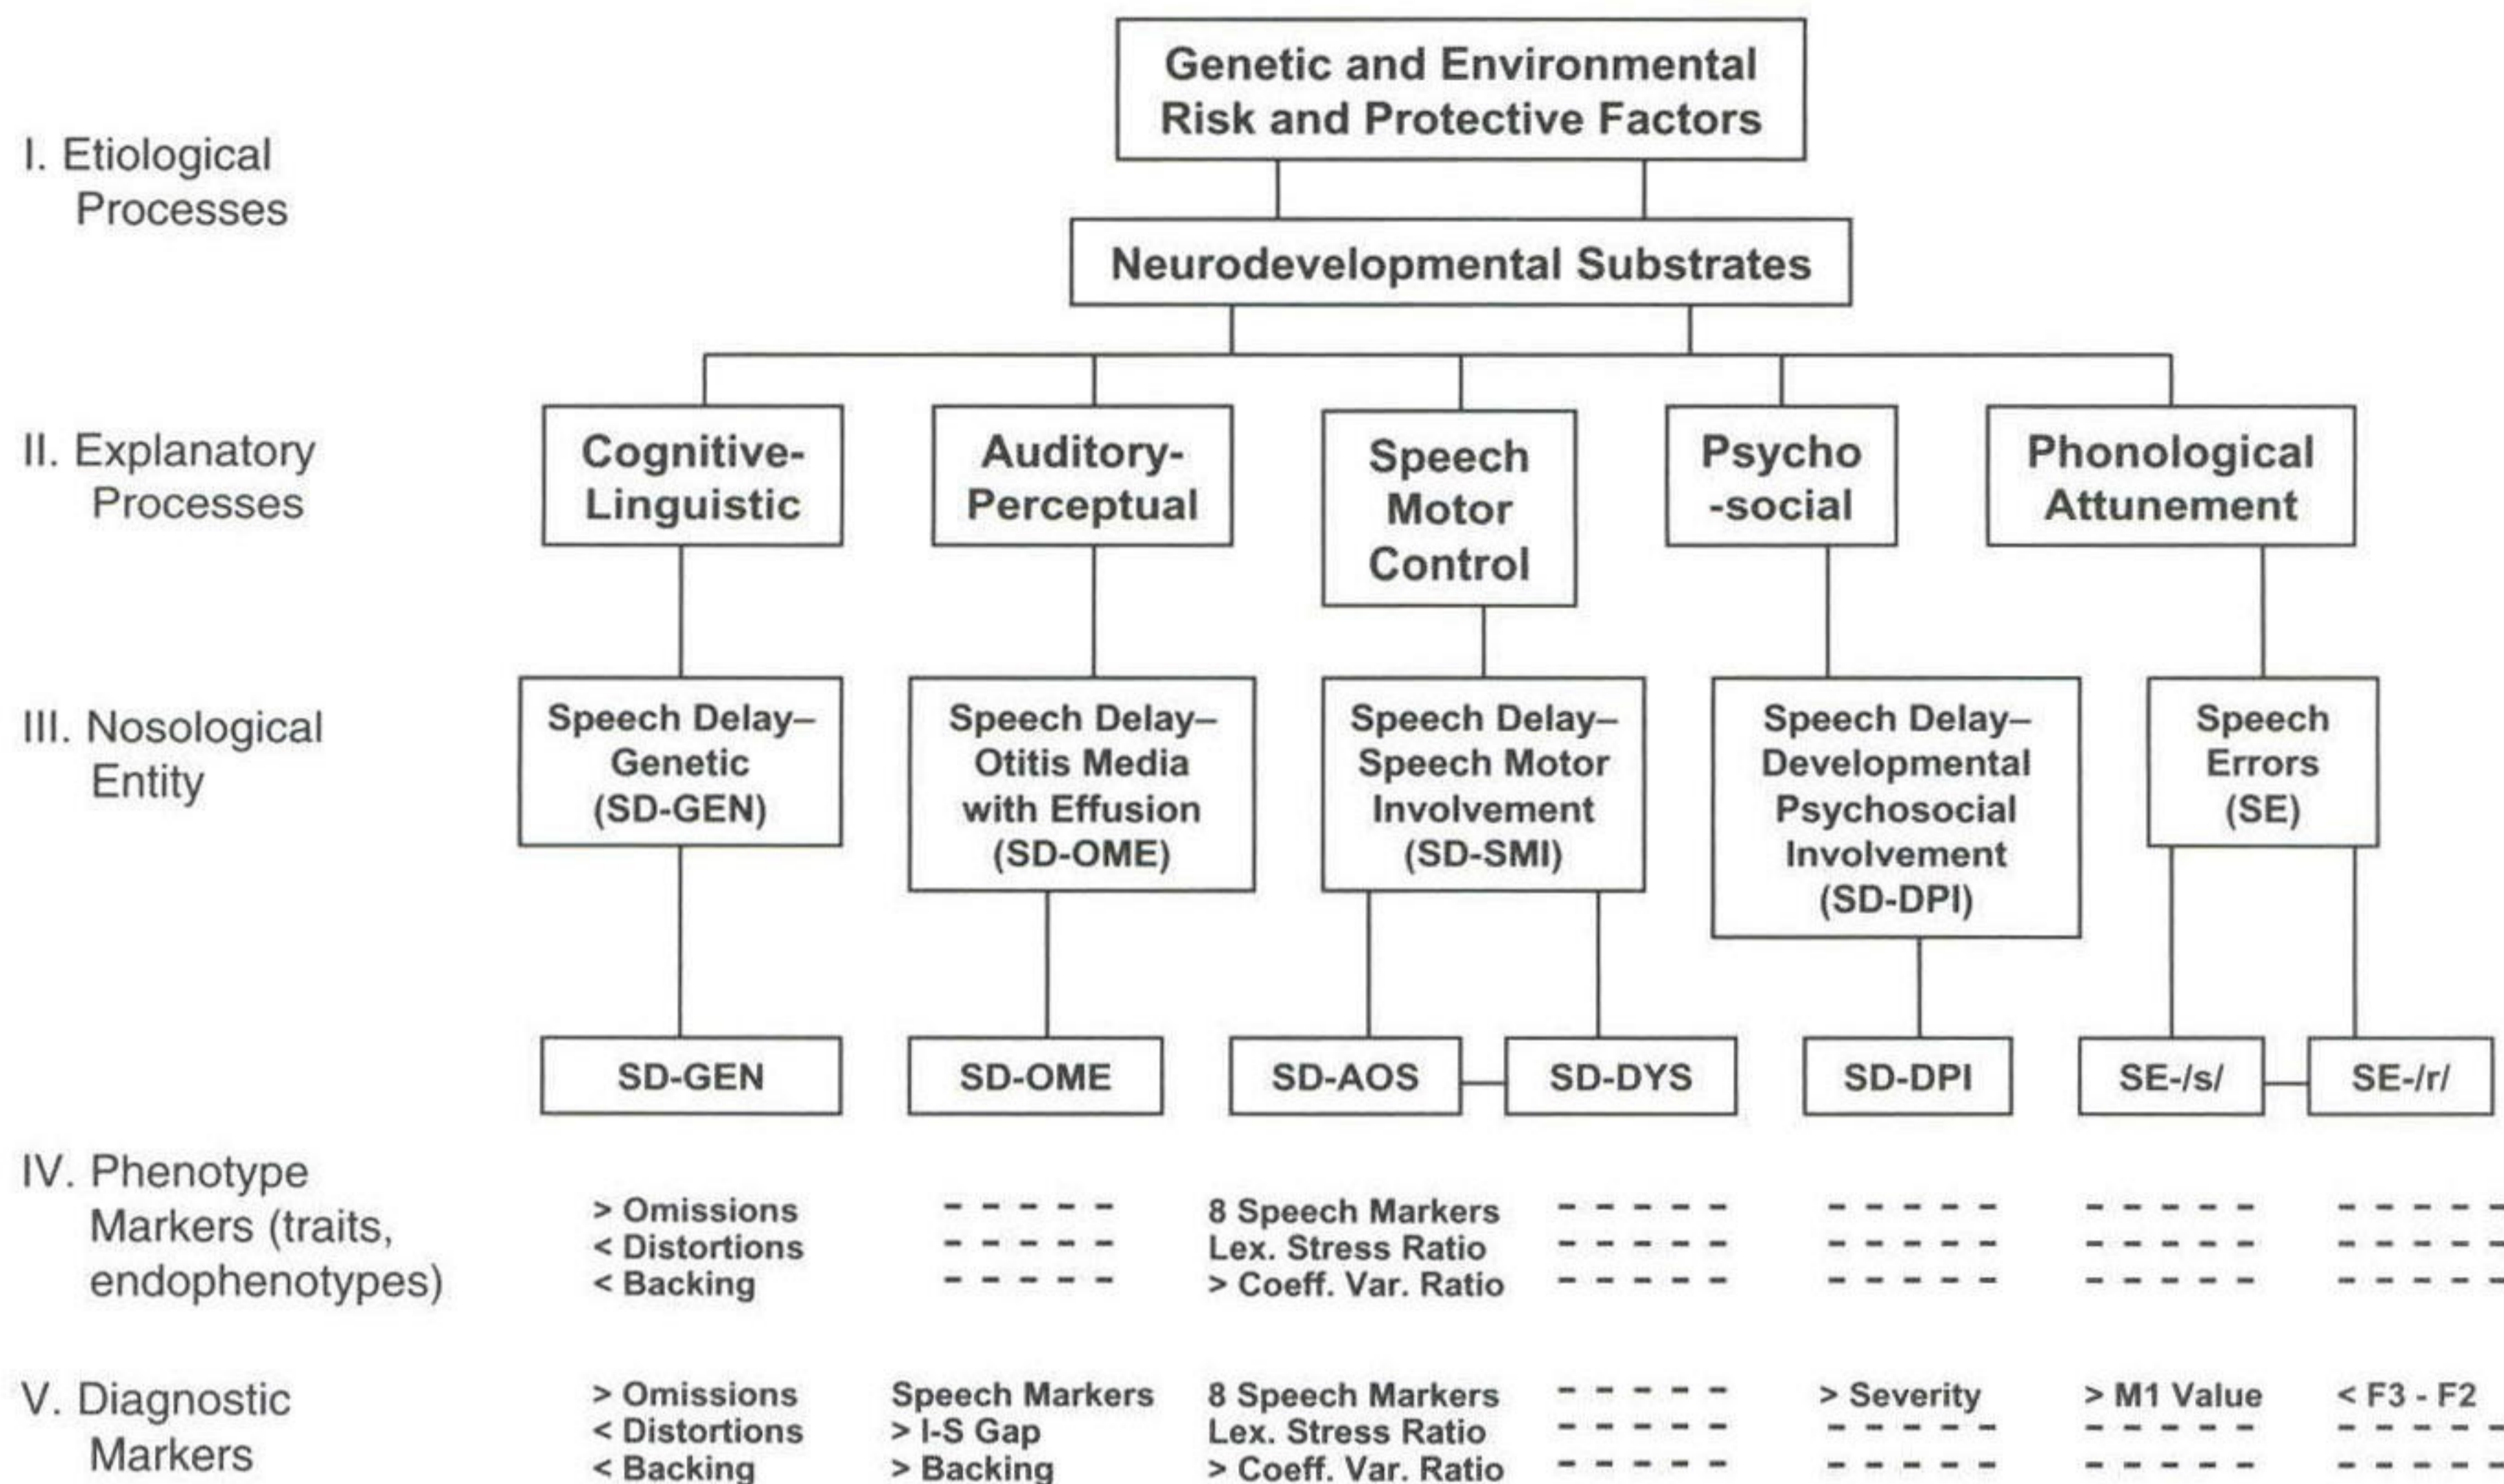 Genetic and Environmental
Risk and Protective Factors
I. Etiological
Processes
Neurodevelopmental Substrates
II. Explanatory
Processes
Cognitive-
Linguistic
Auditory-
Perceptual
Speech
Motor
Control
Psycho
-social
Phonological
Attunement
III. Nosological
Entity
Speech Delay–
Genetic
(SD-GEN)
Speech Delay–
Otitis Media
with Effusion
(SD-OME)
Speech Delay–
Speech Motor
Involvement
(SD-SMI)
Speech Delay–
Developmental
Psychosocial
Involvement
(SD-DPI)
Speech
Errors
(SE)
SD-GEN
SD-OME
SD-AOS
SD-DYS
SD-DPI
SE-/s/
SE-/r/
IV. Phenotype
Markers (traits,
endophenotypes)
> Omissions
< Distortions
< Backing
- - - - -
- - - - -
- - - - -
8 Speech Markers
Lex. Stress Ratio
> Coeff. Var. Ratio
- - - - -
- - - - -
- - - - -
- - - - -
- - - - -
- - - - -
- - - - -
- - - - -
- - - - -
- - - - -
- - - - -
- - - - -
V. Diagnostic
Markers
> Omissions
< Distortions
< Backing
Speech Markers
> I-S Gap
> Backing
8 Speech Markers
Lex. Stress Ratio
> Coeff. Var. Ratio
- - - - -
- - - - -
- - - - -
> Severity
- - - - -
- - - - -
> M1 Value
- - - - -
- - - - -
< F3 - F2
- - - - -
- - - - -